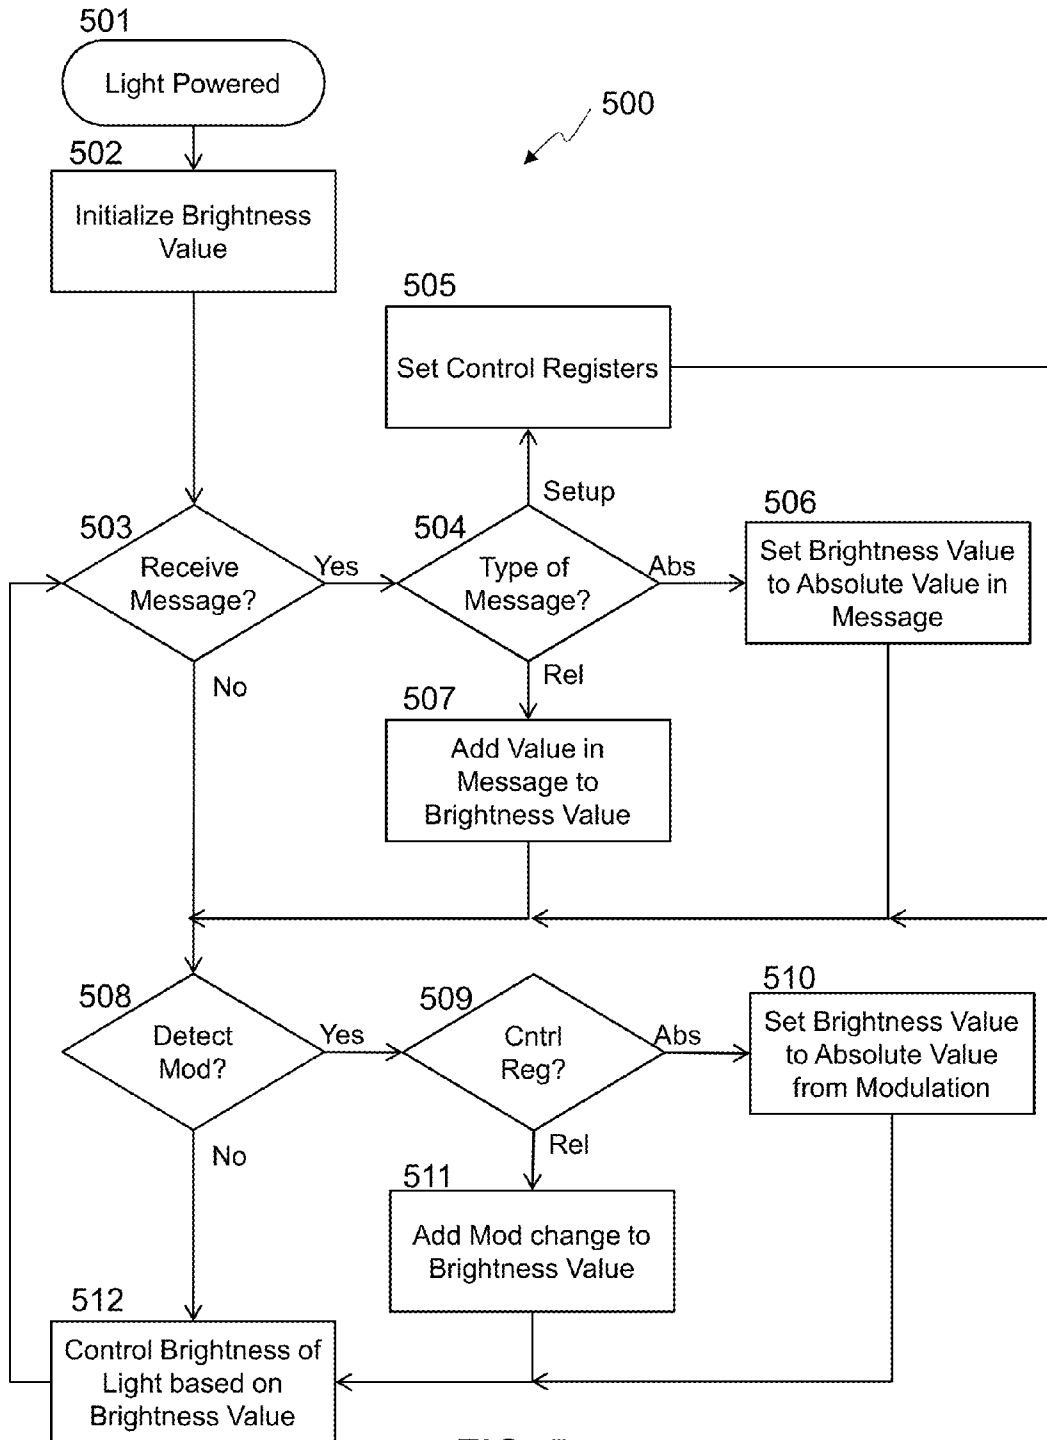 501
Light Powered
500
502
Initialize Brightness
Value
505
Set Control Registers
Setup
503
Receive
Message?
Yes
504
Type of
Message?
Abs
506
Set Brightness Value
to Absolute Value in
Message
No
Rel
507
Add Value in
Message to
Brightness Value
508
Detect
Mod?
Yes
509
Cntrl
Reg?
Abs
510
Set Brightness Value
to Absolute Value
from Modulation
No
Rel
511
Add Mod change to
Brightness Value
512
Control Brightness of
Light based on
Brightness Value